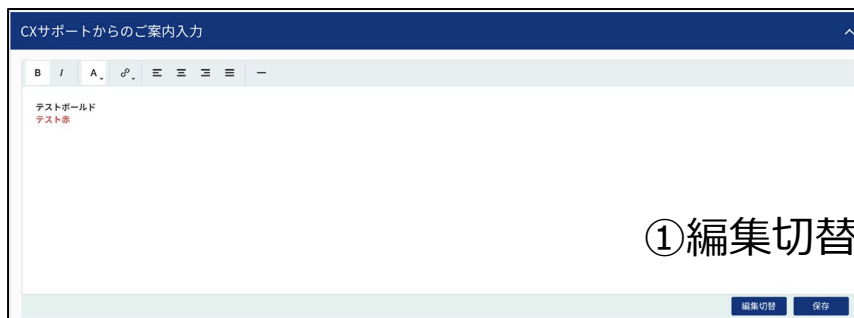 CXサポートからのご案内入力
B I A
テストボールド
テスト赤
①編集切替
編集切替 保存